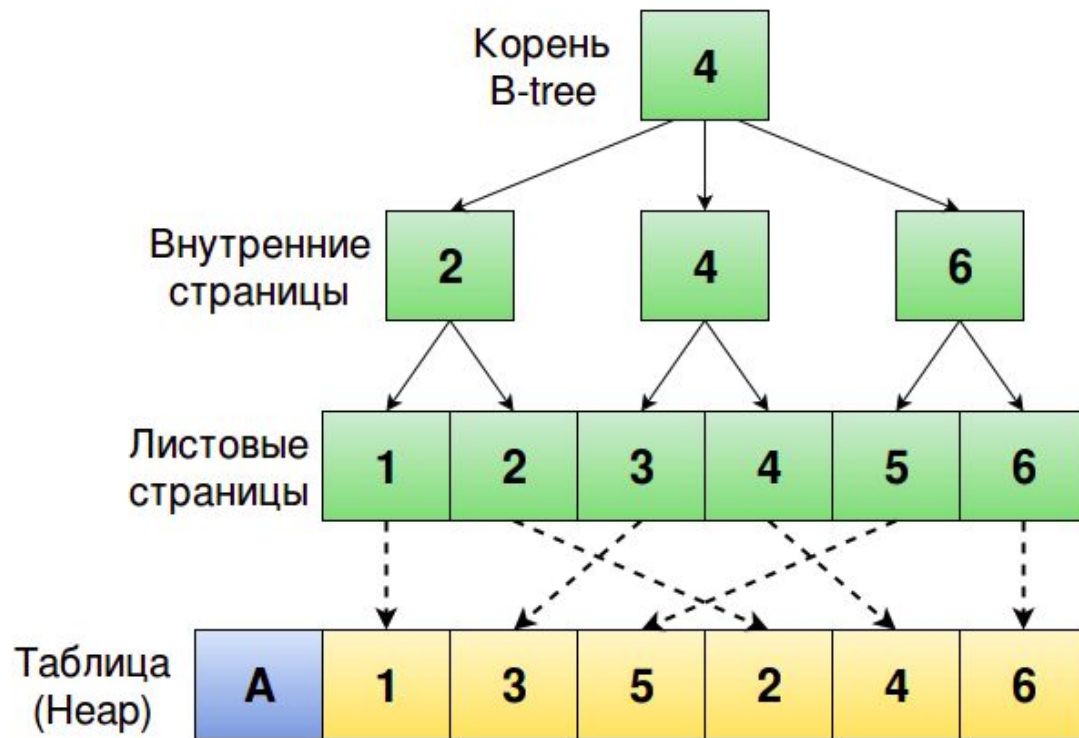 Корень
B-tree
4
Внутренние
страницы
2 4 6
Листовые
страницы
1 2 3 4 5 6
Таблица
(Heap)
A 1 3 5 2 4 6